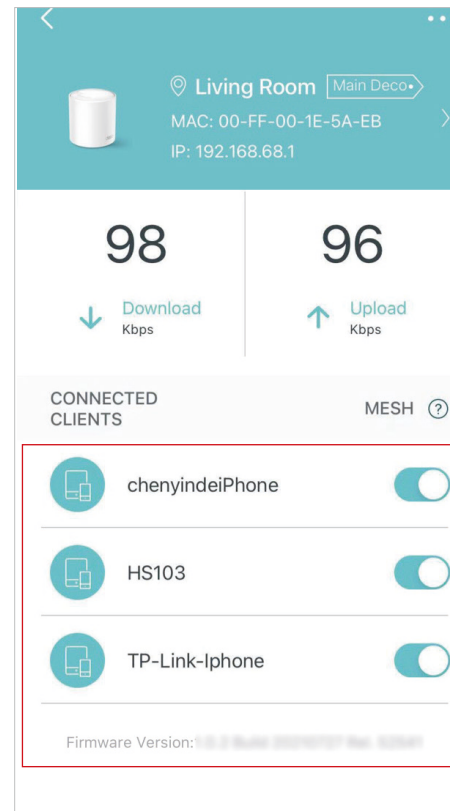 Living Room Main Deco
MAC: 00-FF-00-1E-5A-EB
IP: 192.168.68.1
98 96
Download Upload
Kbps Kbps
CONNECTED
CLIENTS
MESH ?
chenyindeiPhone
HS103
TP-Link-Iphone
Firmware Version: